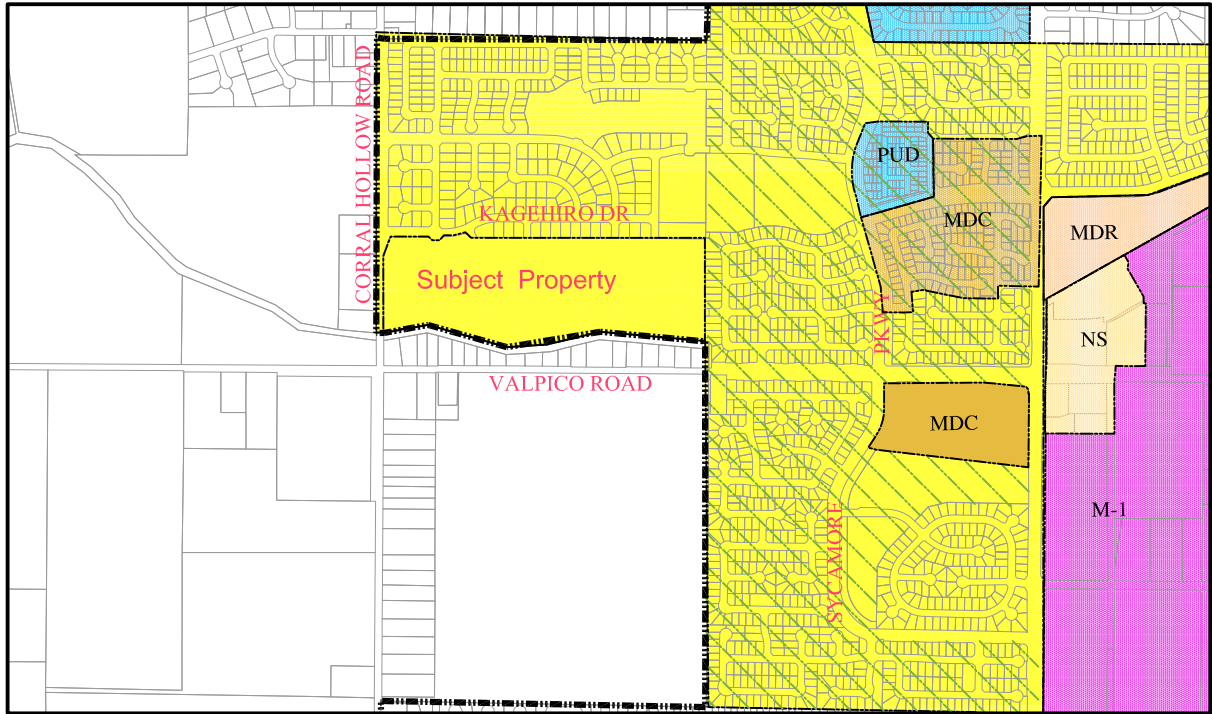 CORRAL HOLLOW ROAD
PUD
KAGEHIRO DR
MDC
MDR
Subject Property
PKWY
NS
VALPICO ROAD
MDC
SYCAMORE
M-1